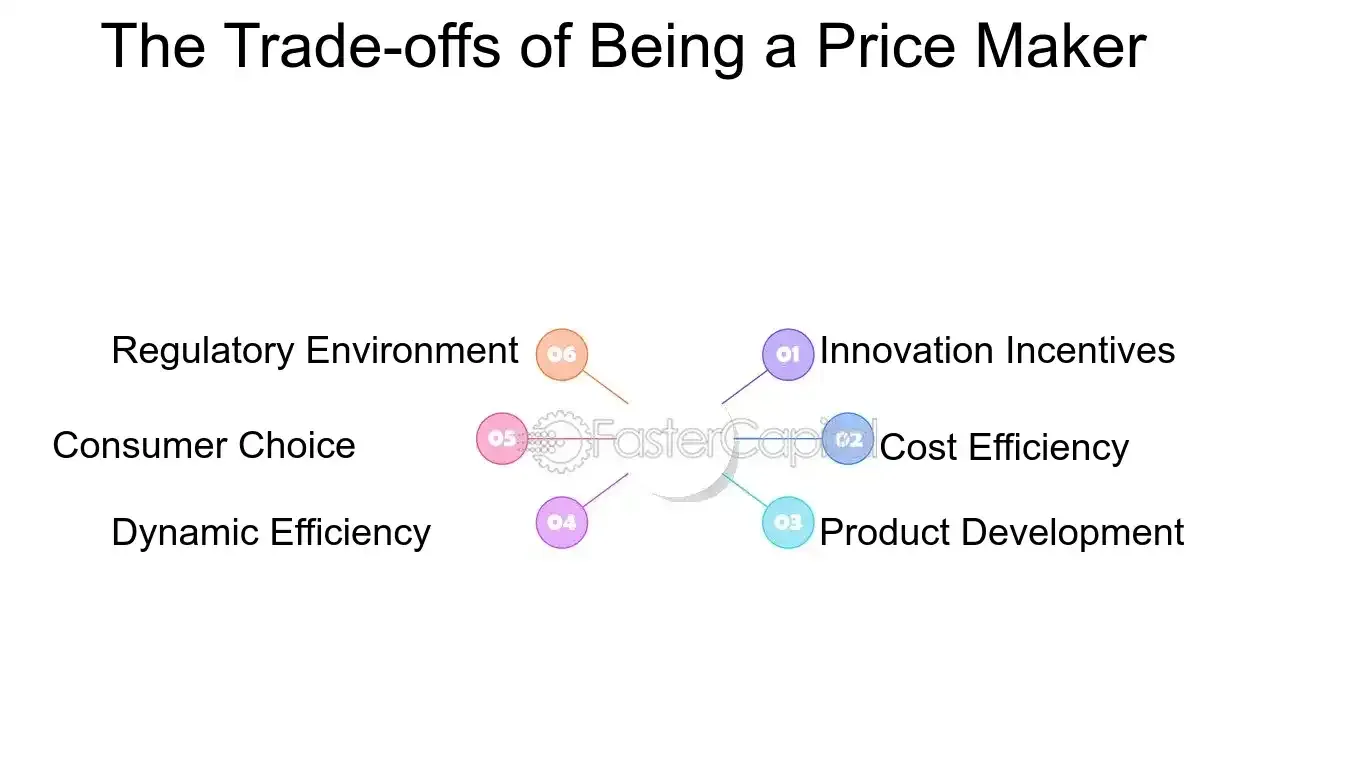 The Trade-offs of Being a Price Maker
Regulatory Environment
06
01
Innovation Incentives
Consumer Choice
05
FasterCapital
02
Cost Efficiency
Dynamic Efficiency
04
03
Product Development